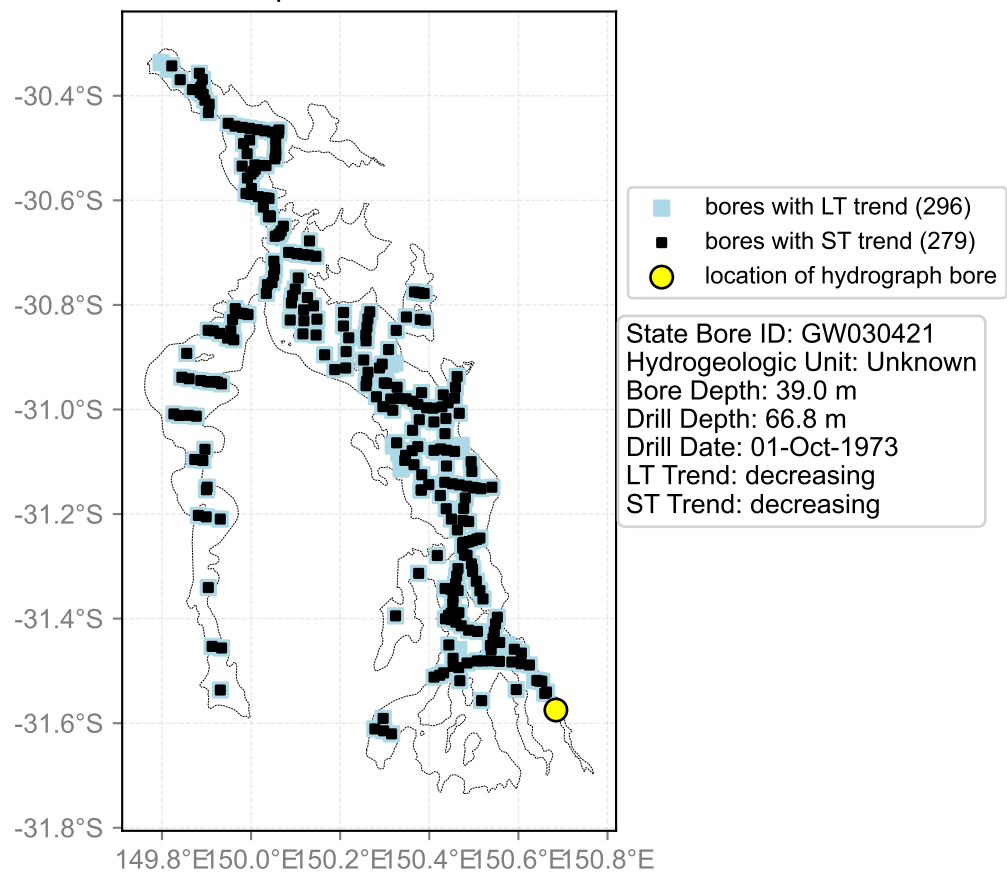 -30.4°S
-30.6°S
-30.8°S
-31.0°S
-31.2°S
-31.4°S
-31.6°S
-31.8°S
149.8°E150.0°E150.2°E150.4°E150.6°E150.8°E
bores with LT trend (296)
bores with ST trend (279)
location of hydrograph bore
State Bore ID: GW030421
Hydrogeologic Unit: Unknown
Bore Depth: 39.0 m
Drill Depth: 66.8 m
Drill Date: 01-Oct-1973
LT Trend: decreasing
ST Trend: decreasing